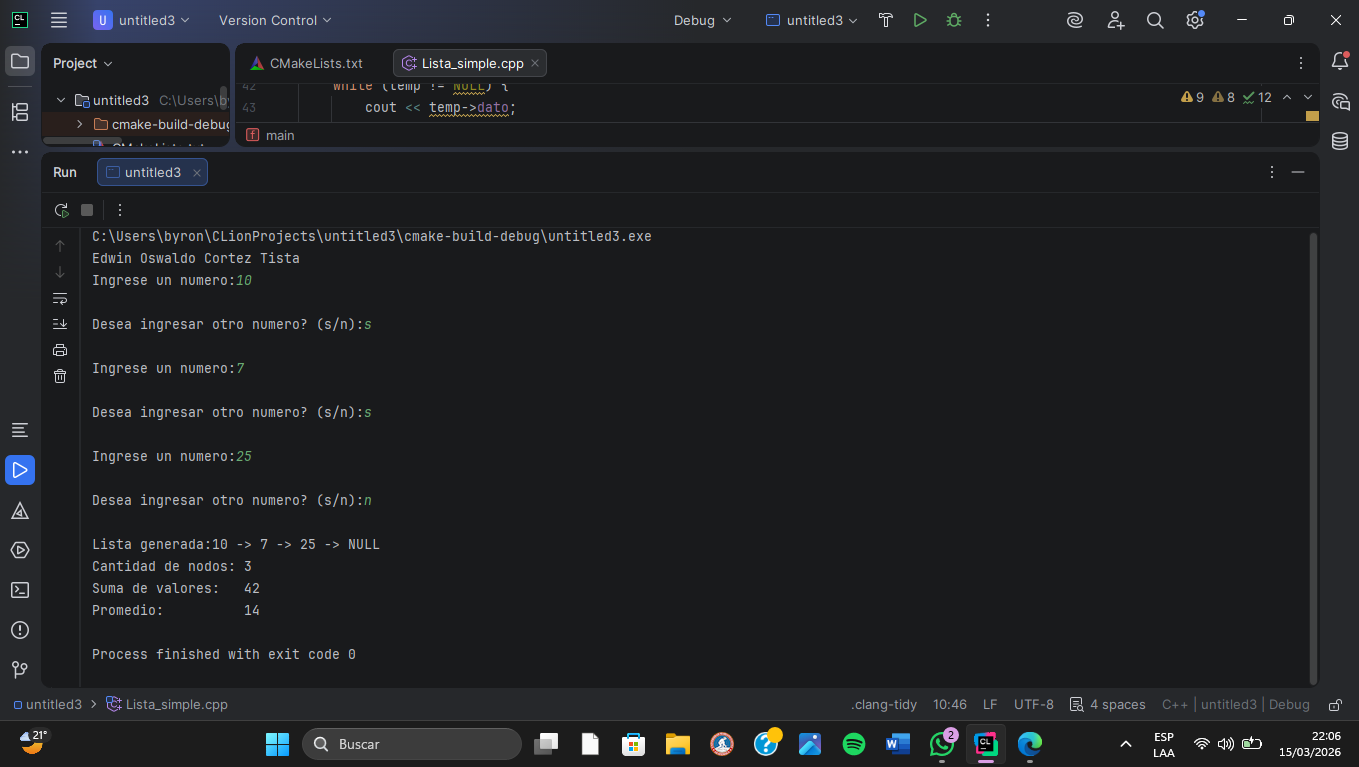 CL
U untitled3
Version Control
Debug
untitled3
Project
CMakeLists.txt
Lista_simple.cpp
untitled3 C:\Users\by
cmake-build-debug
42 while (temp != NULL) {
43 cout << temp->dato;
9 8 12
f main
Run untitled3
C:\Users\byron\CLionProjects\untitled3\cmake-build-debug\untitled3.exe
Edwin Oswaldo Cortez Tista
Ingrese un numero:10
Desea ingresar otro numero? (s/n):s
Ingrese un numero:7
Desea ingresar otro numero? (s/n):s
Ingrese un numero:25
Desea ingresar otro numero? (s/n):n
Lista generada:10 -> 7 -> 25 -> NULL
Cantidad de nodos: 3
Suma de valores: 42
Promedio: 14
Process finished with exit code 0
untitled3 > Lista_simple.cpp
.clang-tidy 10:46 LF UTF-8 4 spaces C++ | untitled3 | Debug
21°
Buscar
2
CL
ESP
LAA
22:06
15/03/2026